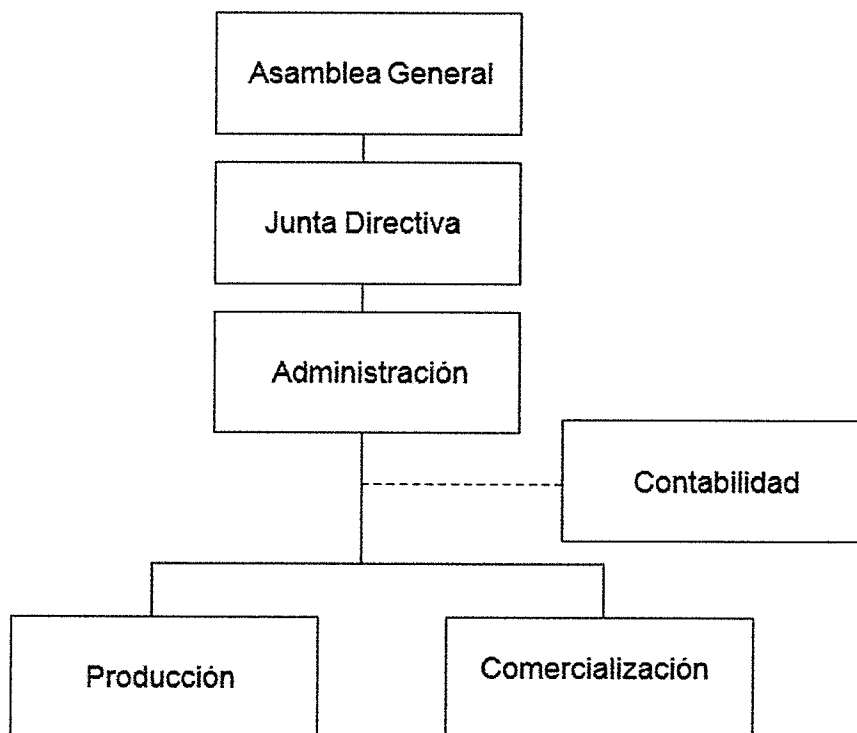 Asamblea General
Junta Directiva
Administración
Contabilidad
Producción
Comercialización